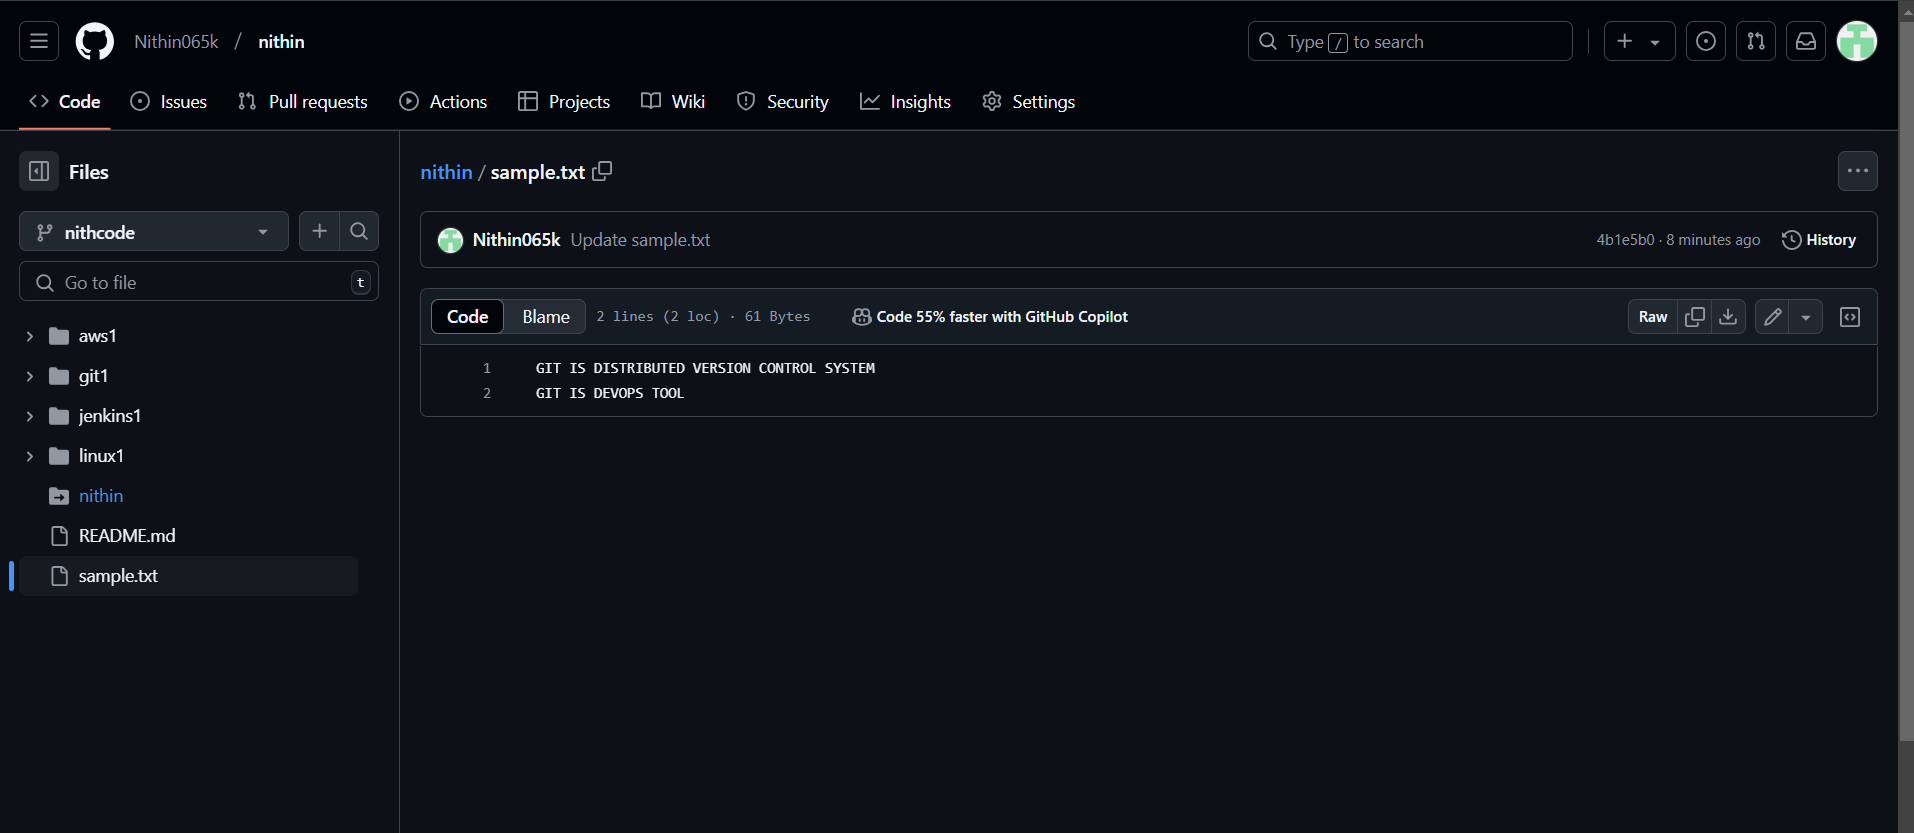 Nithin065k / nithin
Type / to search
Code Issues Pull requests Actions Projects Wiki Security Insights Settings
Files
nithcode
Go to file t
aws1
git1
jenkins1
linux1
nithin
README.md
sample.txt
nithin / sample.txt
Nithin065k Update sample.txt
4b1e5b0 · 8 minutes ago History
Code Blame 2 lines (2 loc) · 61 Bytes Code 55% faster with GitHub Copilot Raw
1 GIT IS DISTRIBUTED VERSION CONTROL SYSTEM
2 GIT IS DEVOPS TOOL